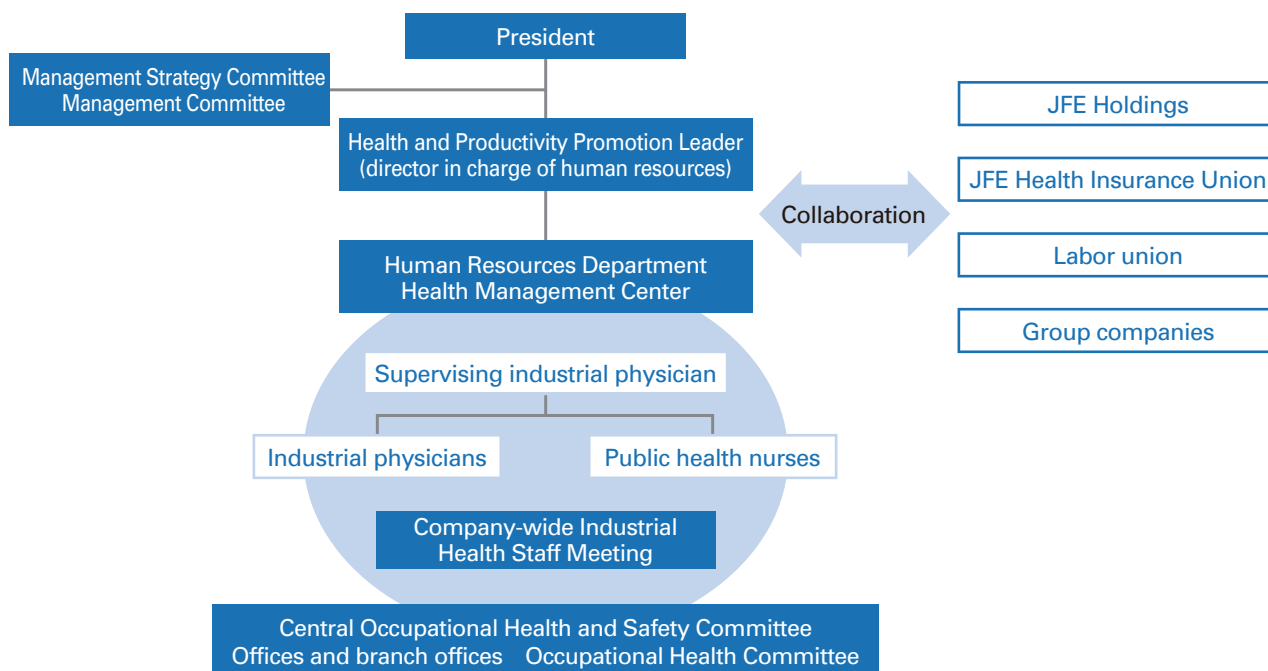 President
Management Strategy Committee
Management Committee
Health and Productivity Promotion Leader
(director in charge of human resources)
Human Resources Department
Health Management Center
Supervising industrial physician
Industrial physicians
Public health nurses
Company-wide Industrial
Health Staff Meeting
Central Occupational Health and Safety Committee
Offices and branch offices Occupational Health Committee
Collaboration
JFE Holdings
JFE Health Insurance Union
Labor union
Group companies